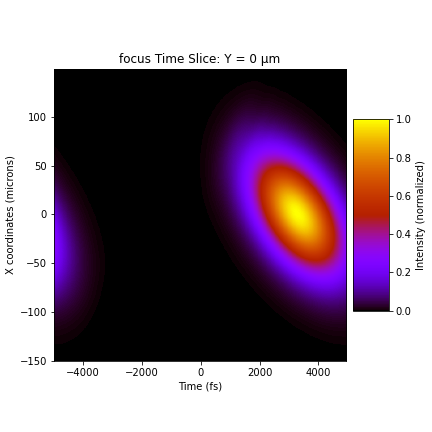 focus Time Slice: Y = 0 μm
X coordinates (microns)
100
50
0
−50
−100
−150
−4000 −2000 0 2000 4000
Time (fs)
1.0
0.8
0.6
0.4
0.2
0.0
Intensity (normalized)